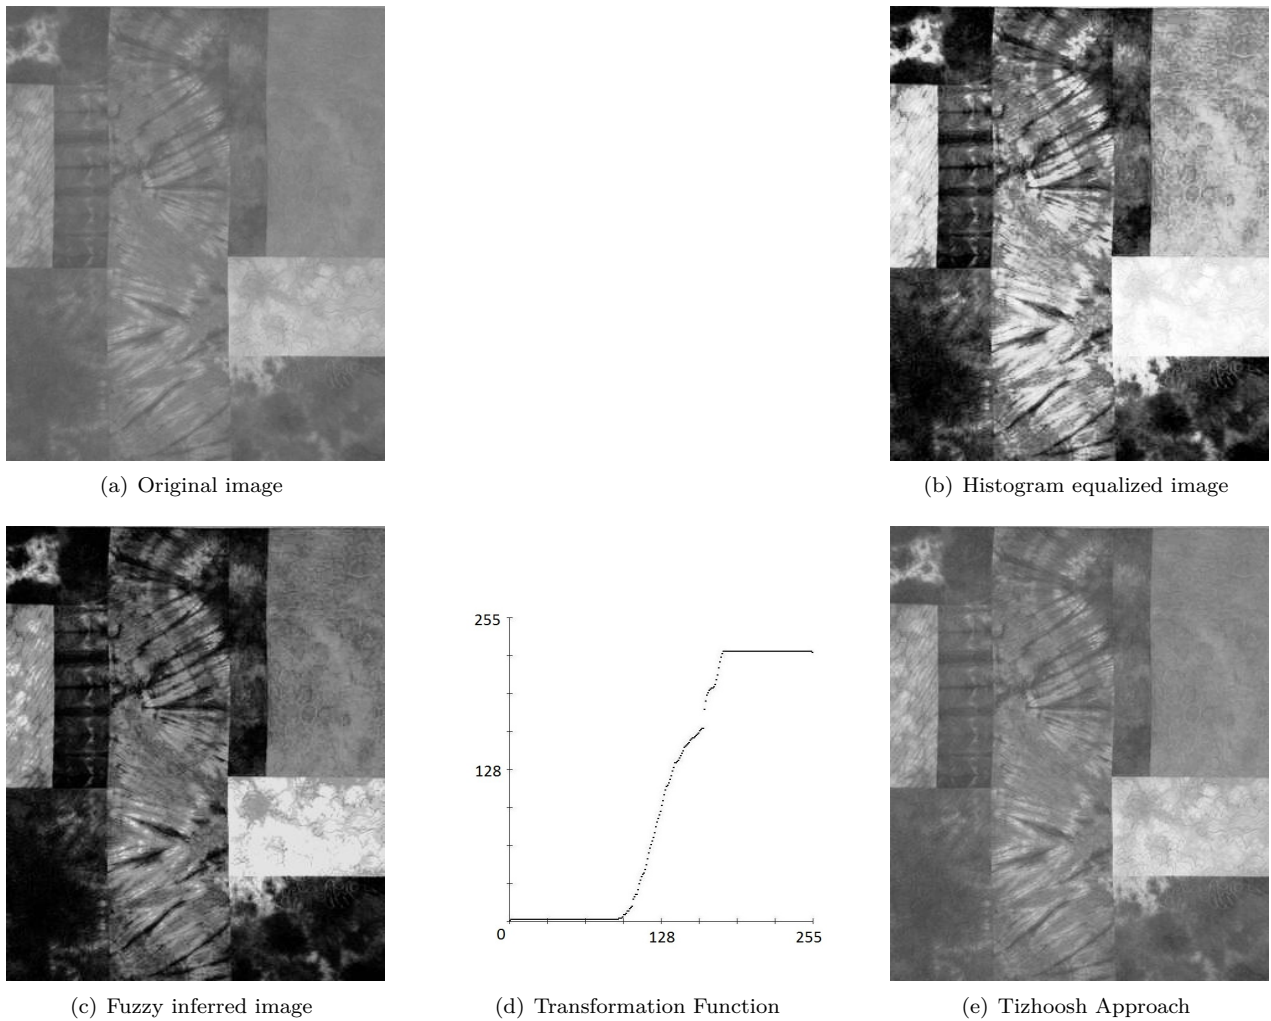 (a) Original image
(b) Histogram equalized image
255
128
0
128
255
(c) Fuzzy inferred image
(d) Transformation Function
(e) Tizhoosh Approach